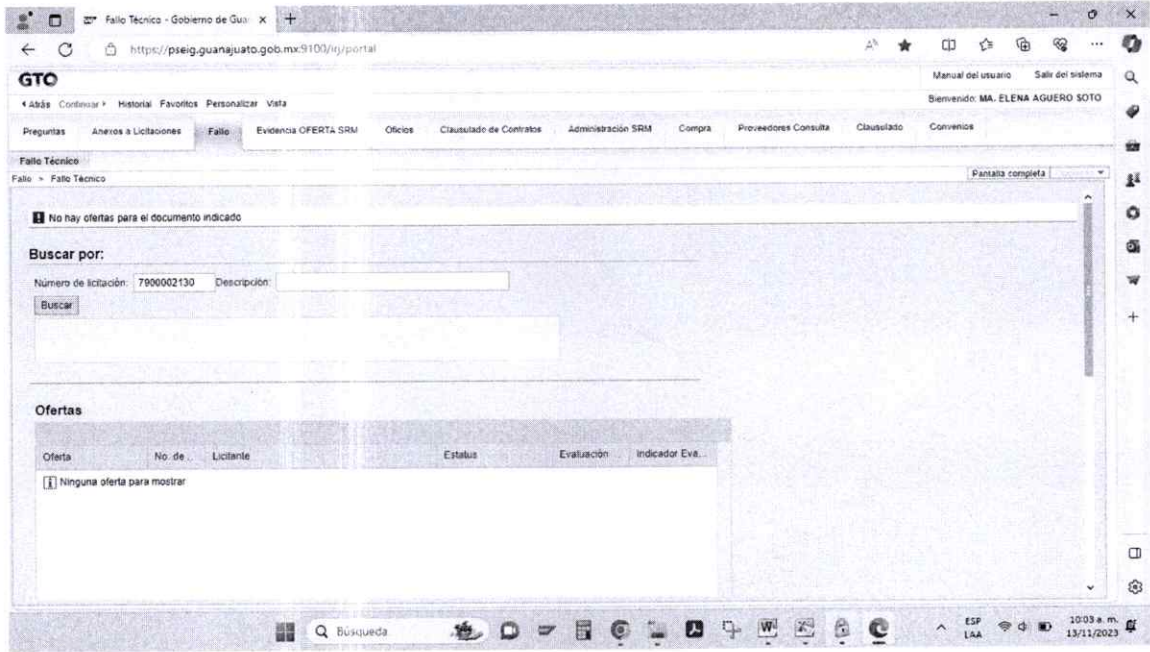 Fallo Técnico - Gobierno de Gua
https://pseig.guanajuato.gob.mx:9100/irj/portal
GTO
Manual del usuario Salir del sistema
Atrás Continuar Historial Favoritos Personalizar Vista
Bienvenido: MA. ELENA AGUERO SOTO
Preguntas Anexos a Licitaciones Fallo Evidencia OFERTA SRM Oficios Clausulado de Contratos Administración SRM Compra Proveedores Consulta Clausulado Convenios
Fallo Técnico
Fallo > Fallo Técnico
Pantalla completa
No hay ofertas para el documento indicado
Buscar por:
Número de licitación: 7900002130 Descripción:
Buscar
Ofertas
Oferta No. de ... Licitante Estatus Evaluación ... Indicador Eva...
Ninguna oferta para mostrar
Búsqueda
ESP
LAA
10:03 a. m.
13/11/2023